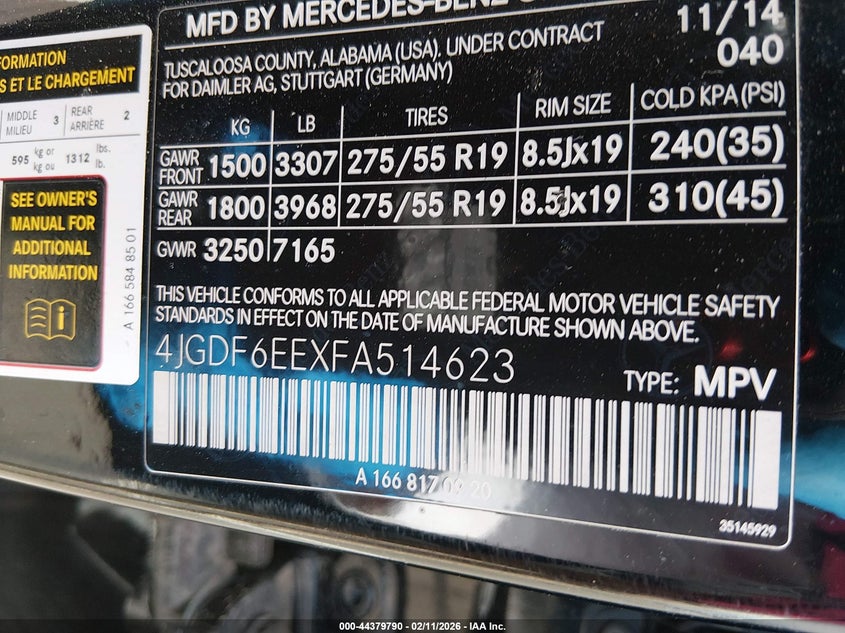 FORMATION
S ET LE CHARGEMENT
MIDDLE MILIEU 3 REAR ARRIÈRE 2
595 kg or kg ou 1312 lbs. lb.
SEE OWNER'S
MANUAL FOR
ADDITIONAL
INFORMATION
A 166 584 85 01
MFD BY MERCEDES-BENZ
11/14
TUSCALOOSA COUNTY, ALABAMA (USA), UNDER CONTRACT
040
FOR DAIMLER AG, STUTTGART (GERMANY)
KG LB TIRES RIM SIZE COLD KPA (PSI)
GAWR FRONT 1500 3307 275/55 R19 8.5Jx19 240(35)
GAWR REAR 1800 3968 275/55 R19 8.5Jx19 310(45)
GVWR 3250 7165
THIS VEHICLE CONFORMS TO ALL APPLICABLE FEDERAL MOTOR VEHICLE SAFETY
STANDARDS IN EFFECT ON THE DATE OF MANUFACTURE SHOWN ABOVE.
4JGDF6EEXFA514623
TYPE: MPV
A 166 817 09 20
35145929
000-44379790 - 02/11/2026 - IAA Inc.